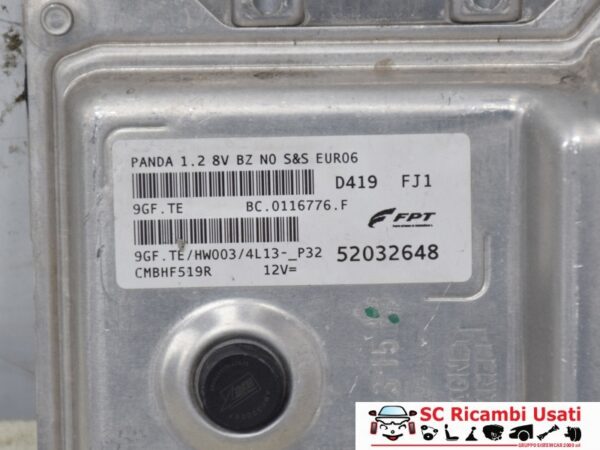 PANDA 1.2 8V BZ NO S&S EURO6
D419 FJ1
9GF.TE BC.0116776.F
FPT
9GF.TE/HW003/4L13-_P32 52032648
CMBHF519R 12V=
SC Ricambi Usati